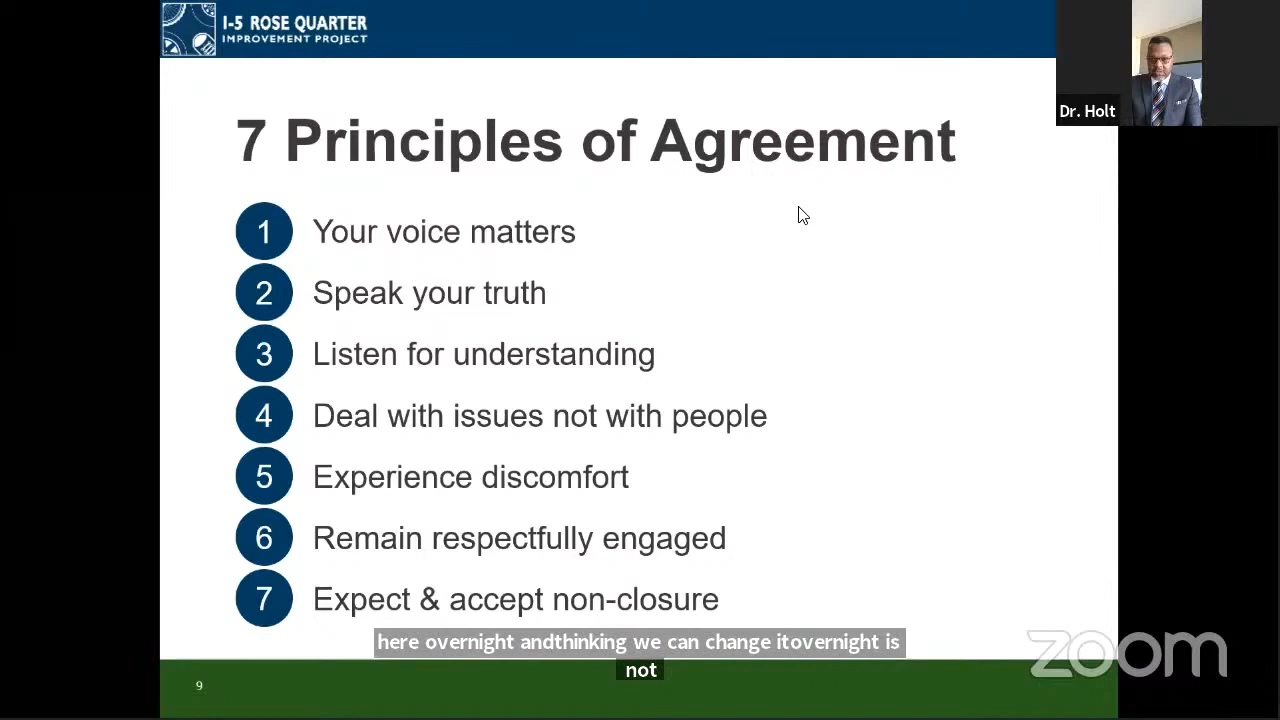 I-5 ROSE QUARTER
IMPROVEMENT PROJECT
Dr. Holt
7 Principles of Agreement
1 Your voice matters
2 Speak your truth
3 Listen for understanding
4 Deal with issues not with people
5 Experience discomfort
6 Remain respectfully engaged
7 Expect & accept non-closure
here overnight andthinking we can change itovernight is
not
zoom
9